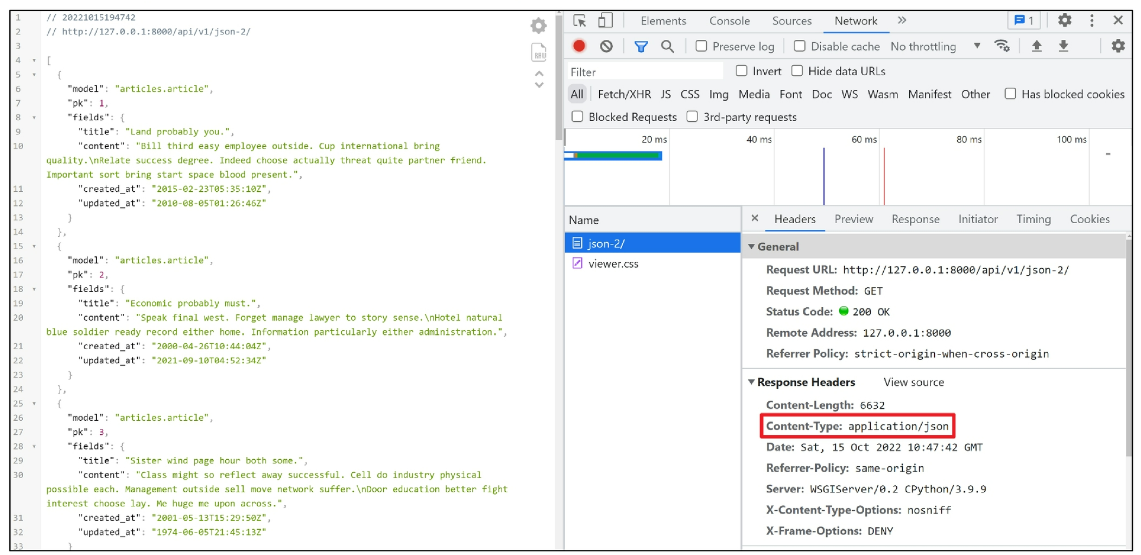 1 // 20221015194742
2 // http://127.0.0.1:8000/api/v1/json-2/
3
4 [
5 {
6 "model": "articles.article",
7 "pk": 1,
8 "fields": {
9 "title": "Land probably you.",
10 "content": "Bill third easy employee outside. Cup international bring
quality.\nRelate success degree. Indeed choose actually threat quite partner friend.
Important sort bring start space blood present.",
11 "created_at": "2015-02-23T05:35:10Z",
12 "updated_at": "2010-08-05T01:26:46Z"
13 }
14 },
15 {
16 "model": "articles.article",
17 "pk": 2,
18 "fields": {
19 "title": "Economic probably must.",
20 "content": "Speak final west. Forget manage lawyer to story sense.\nHotel natural
blue soldier ready record either home. Information particularly either administration.",
21 "created_at": "2000-04-26T10:44:04Z",
22 "updated_at": "2021-09-10T04:52:34Z"
23 }
24 },
25 {
26 "model": "articles.article",
27 "pk": 3,
28 "fields": {
29 "title": "Sister wind page hour both some.",
30 "content": "Class might so reflect away successful. Cell do industry physical
possible each. Management outside sell move network suffer.\nDoor education better fight
interest choose lay. Me huge me upon across.",
31 "created_at": "2001-05-13T15:29:50Z",
32 "updated_at": "1974-06-05T21:45:13Z"
33 }
Elements Console Sources Network » 1
Preserve log Disable cache No throttling
Filter Invert Hide data URLs
All Fetch/XHR JS CSS Img Media Font Doc WS Wasm Manifest Other Has blocked cookies
Blocked Requests 3rd-party requests
20 ms 40 ms 60 ms 80 ms 100 ms
Name
json-2/
viewer.css
× Headers Preview Response Initiator Timing Cookies
General
Request URL: http://127.0.0.1:8000/api/v1/json-2/
Request Method: GET
Status Code: 200 OK
Remote Address: 127.0.0.1:8000
Referrer Policy: strict-origin-when-cross-origin
Response Headers View source
Content-Length: 6632
Content-Type: application/json
Date: Sat, 15 Oct 2022 10:47:42 GMT
Referrer-Policy: same-origin
Server: WSGIServer/0.2 CPython/3.9.9
X-Content-Type-Options: nosniff
X-Frame-Options: DENY